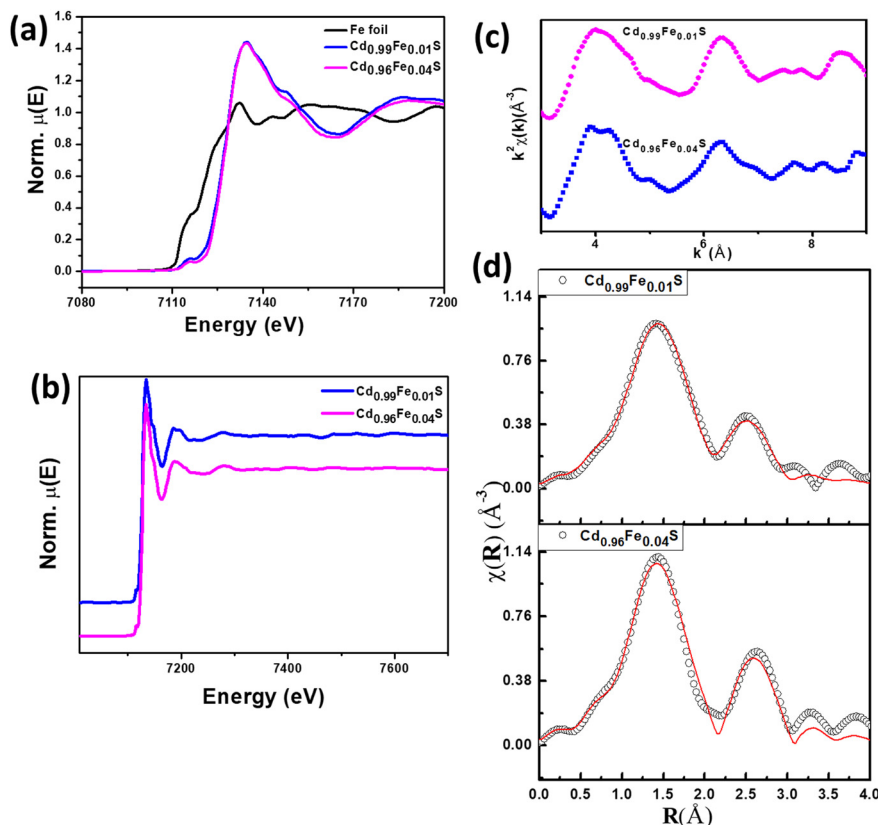 (a)
Norm. μ(E)
1.6
1.4
1.2
1.0
0.8
0.6
0.4
0.2
0.0
Fe foil
Cd0.99Fe0.01S
Cd0.96Fe0.04S
7080
7110
7140
7170
7200
Energy (eV)
(b)
Norm. μ(E)
Cd0.99Fe0.01S
Cd0.96Fe0.04S
7200
7400
7600
Energy (eV)
(c)
k²χ(k)(Å⁻³)
Cd0.99Fe0.01S
Cd0.96Fe0.04S
4
6
8
k (Å)
(d)
χ(R) (Å⁻³)
Cd0.99Fe0.01S
1.14
0.76
0.38
0.00
Cd0.96Fe0.04S
1.14
0.76
0.38
0.00
0.0
0.5
1.0
1.5
2.0
2.5
3.0
3.5
4.0
R(Å)